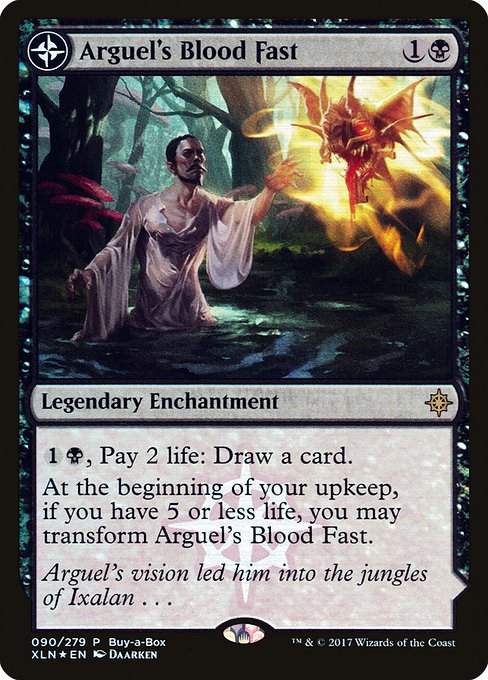 Arguel's Blood Fast 1
Legendary Enchantment
1 , Pay 2 life: Draw a card.
At the beginning of your upkeep,
if you have 5 or less life, you may
transform Arguel's Blood Fast.
Arguel's vision led him into the jungles
of Ixalan . . .
090/279 P Buy-a-Box
XLN EN Daarken
™ & © 2017 Wizards of the Coast